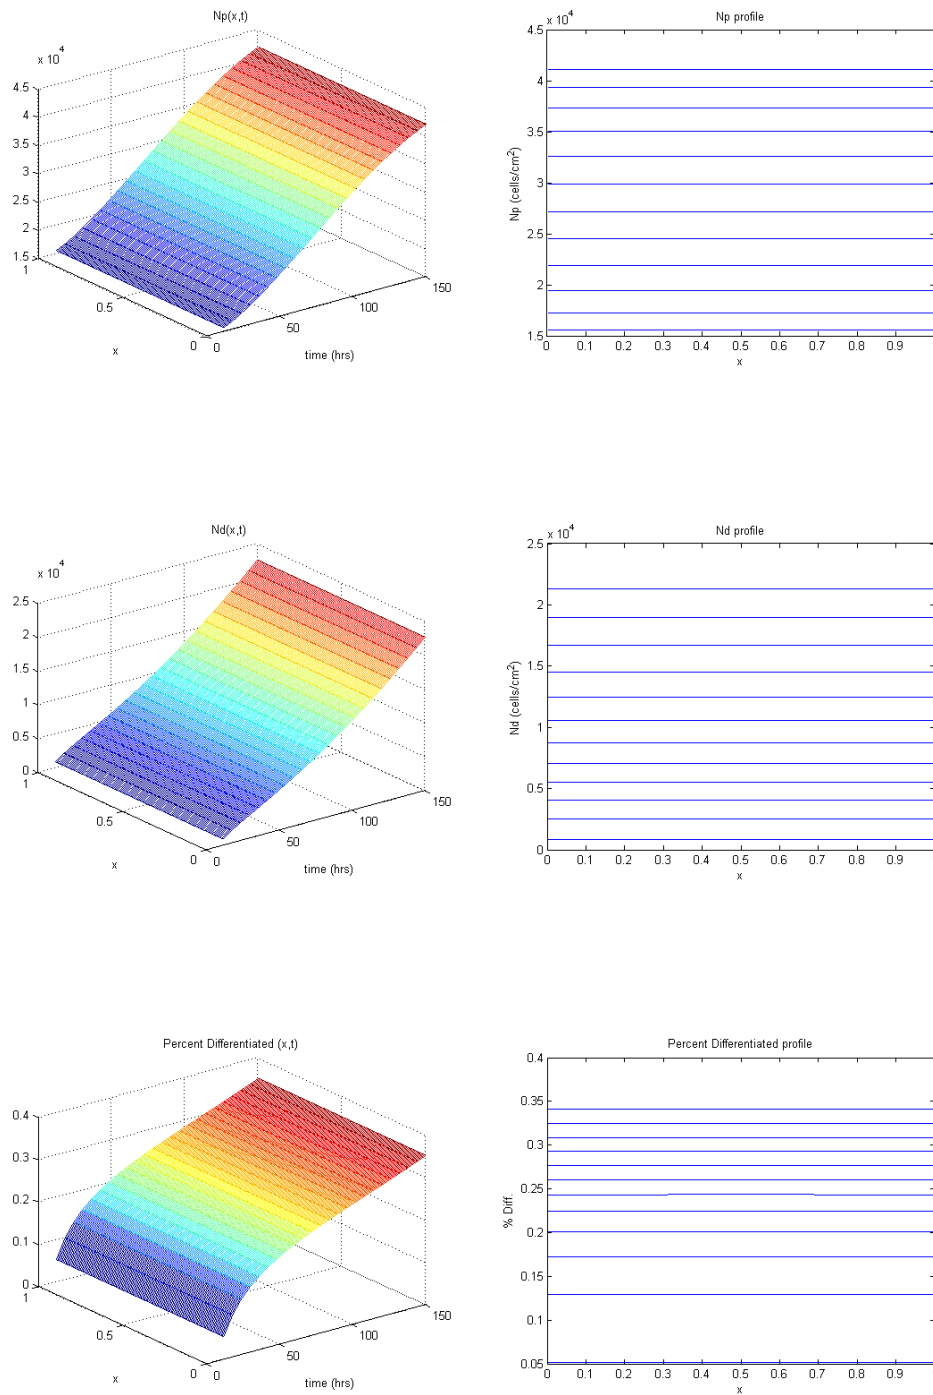 Np(x,t)
x 10^4
4.5
4
3.5
3
2.5
2
1.5
1
0.5
0
x
0
50
100
150
time (hrs)
Np profile
x 10^4
4.5
4
3.5
3
2.5
2
1.5
Np (cells/cm^2)
0 0.1 0.2 0.3 0.4 0.5 0.6 0.7 0.8 0.9
x
Nd(x,t)
x 10^4
2.5
2
1.5
1
0.5
0
1
0.5
0
x
0
50
100
150
time (hrs)
Nd profile
x 10^4
2.5
2
1.5
1
0.5
0
Nd (cells/cm^2)
0 0.1 0.2 0.3 0.4 0.5 0.6 0.7 0.8 0.9
x
Percent Differentiated (x,t)
0.4
0.3
0.2
0.1
0
1
0.5
0
x
0
50
100
150
time (hrs)
Percent Differentiated profile
0.4
0.35
0.3
0.25
0.2
0.15
0.1
0.05
% Diff.
0 0.1 0.2 0.3 0.4 0.5 0.6 0.7 0.8 0.9
x